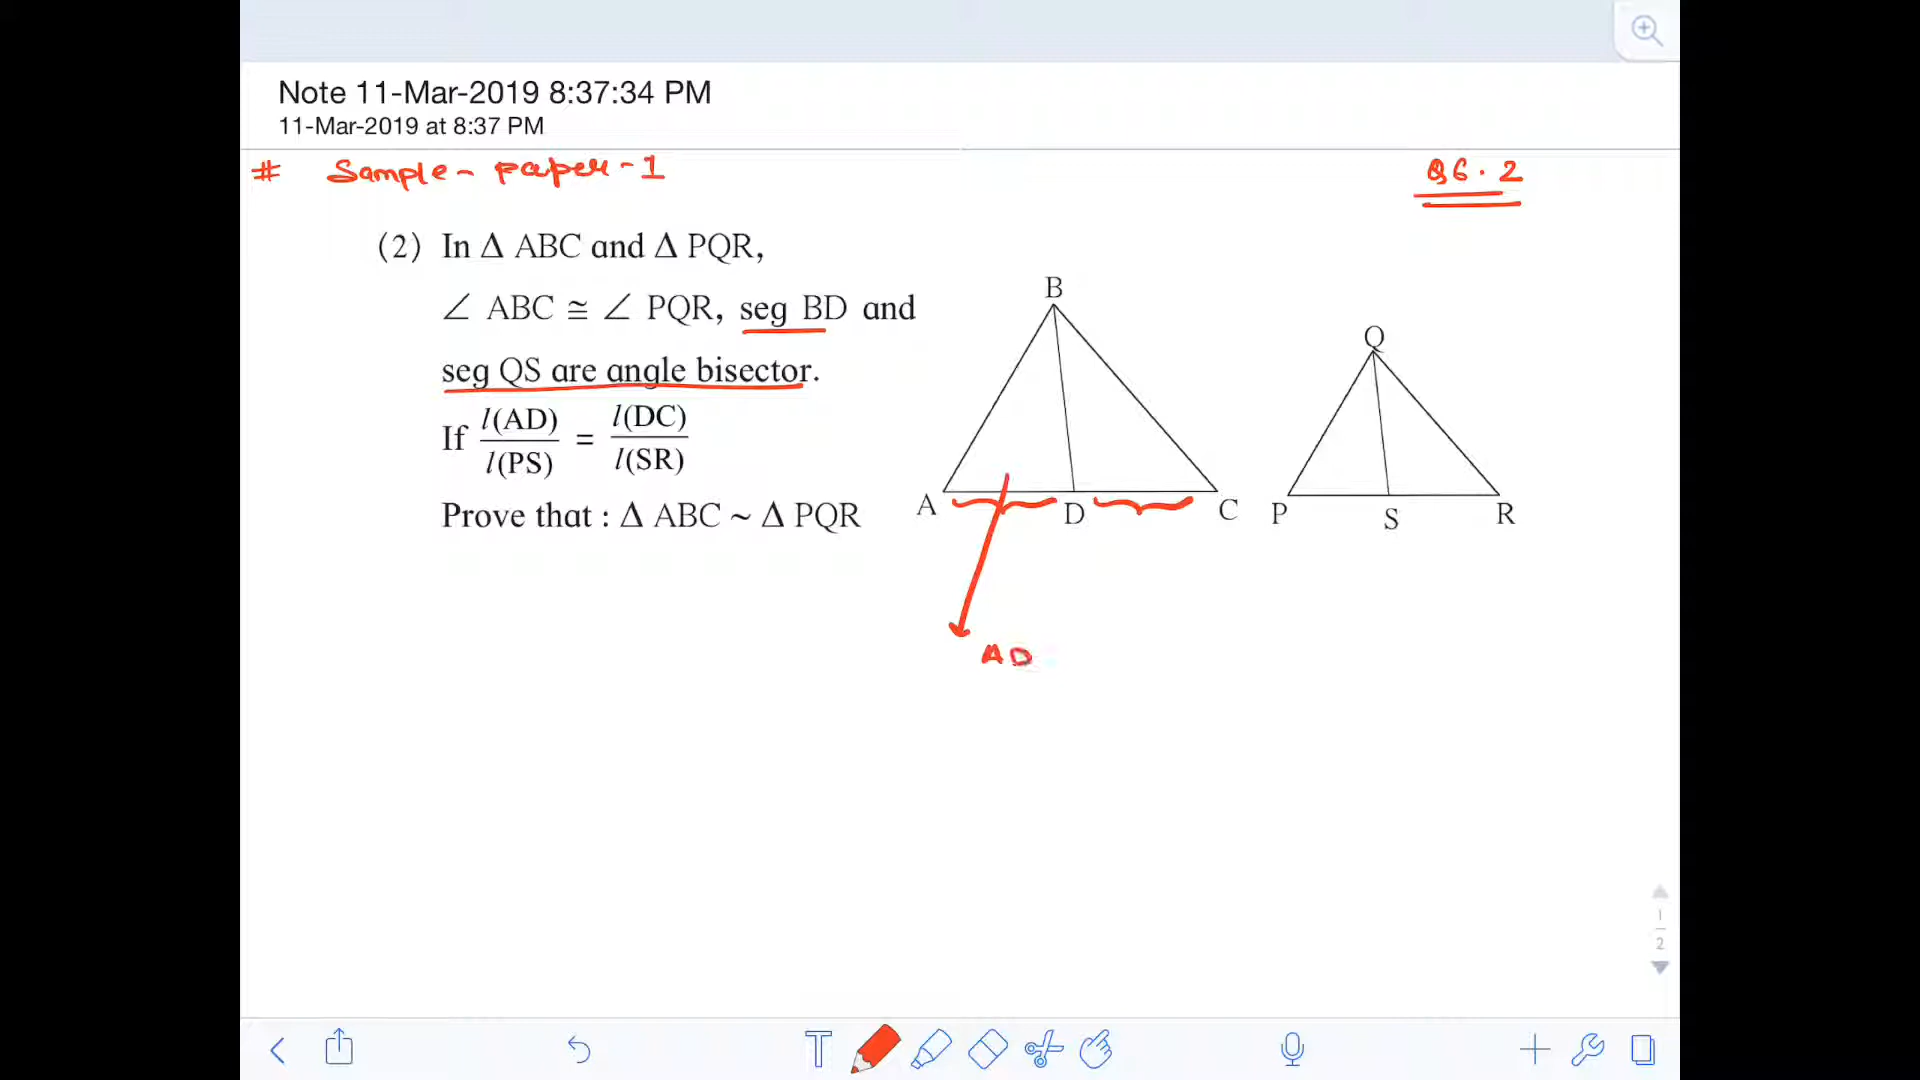 Note 11-Mar-2019 8:37:34 PM
11-Mar-2019 at 8:37 PM
# Sample- Paper-1
Q6.2
(2) In Δ ABC and Δ PQR,
∠ ABC ≅ ∠ PQR, seg BD and
seg QS are angle bisector.
If l(AD)/l(PS) = l(DC)/l(SR)
Prove that : Δ ABC ~ Δ PQR
B
Q
A D C P S R
AD
1
2
T